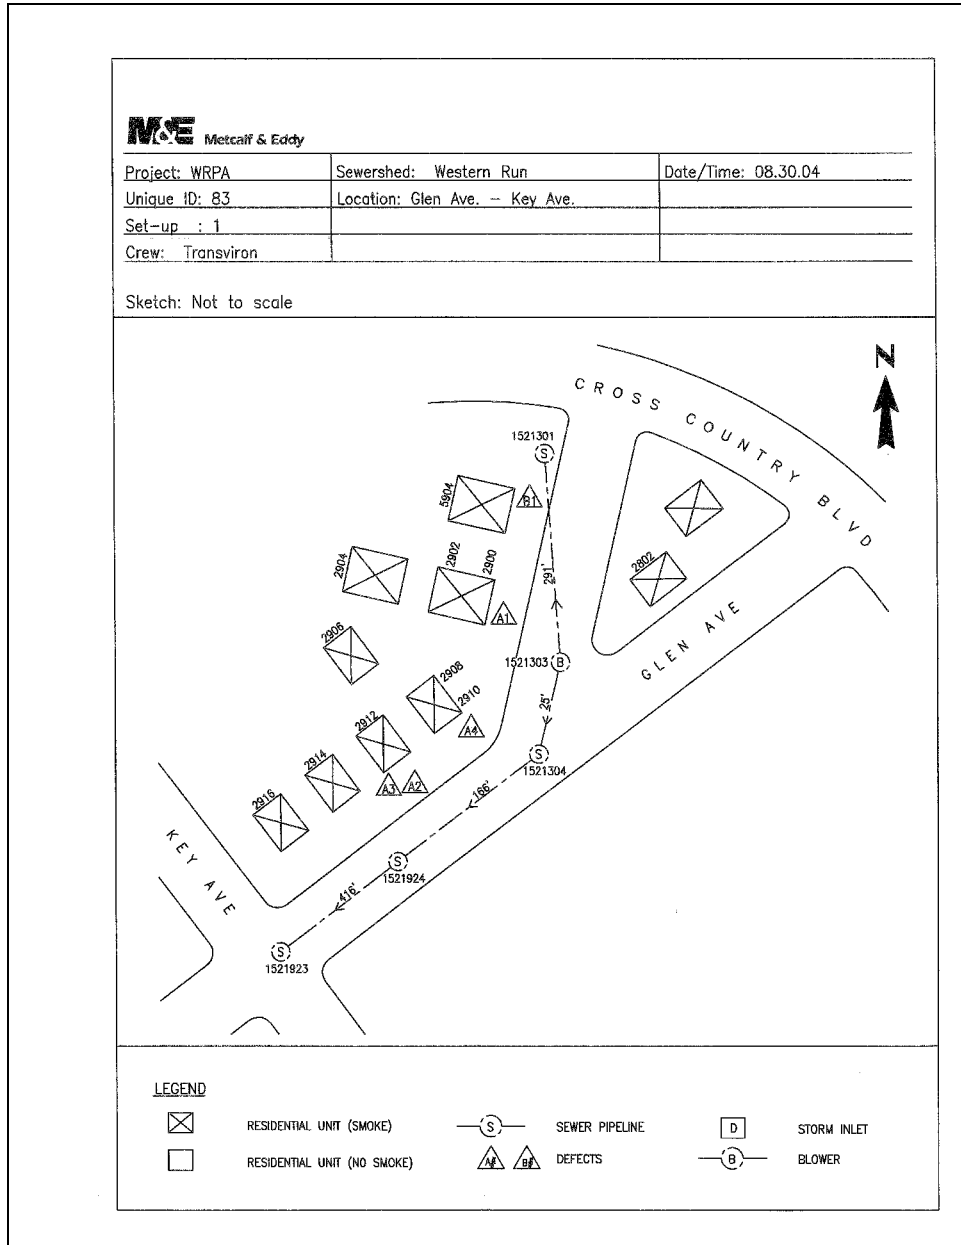 M&E Metcalf & Eddy
Project: WRPA
Sewershed: Western Run
Date/Time: 08.30.04
Unique ID: 83
Location: Glen Ave. - Key Ave.
Set-up : 1
Crew: Transviron
Sketch: Not to scale
N
CROSS COUNTRY BLVD
1521301
S
5904
B1
2902
2900
2904
291'
2802
A1
2906
GLEN AVE
1521303 B
2908
2910
25'
2912
A4
S
1521304
2914
A3
A2
166'
2916
KEY AVE
S
1521924
416'
S
1521923
LEGEND
RESIDENTIAL UNIT (SMOKE)
S
SEWER PIPELINE
D
STORM INLET
RESIDENTIAL UNIT (NO SMOKE)
A#
B#
DEFECTS
B
BLOWER